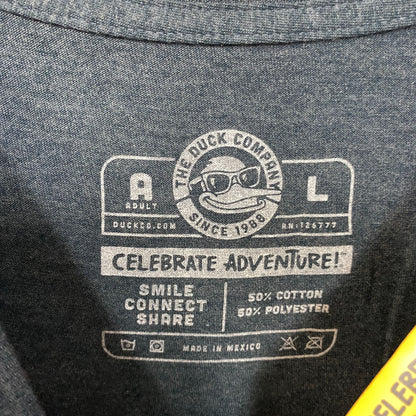 THE DUCK COMPANY
SINCE 1988
A
ADULT
DUCKCO.COM
L
RN:126777
CELEBRATE ADVENTURE!
SMILE
CONNECT
SHARE
50% COTTON
50% POLYESTER
MADE IN MEXICO